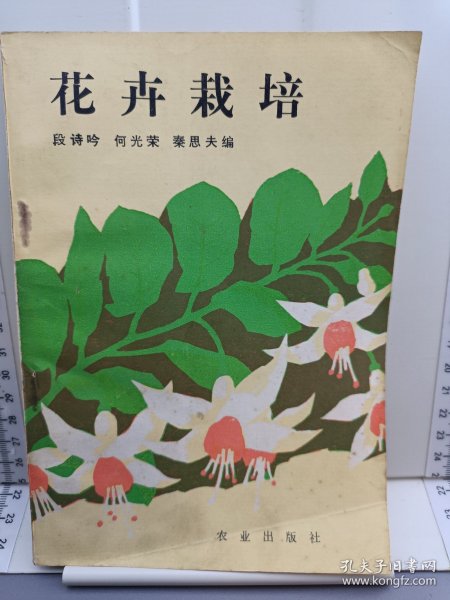 花卉栽培
段诗吟 何光荣 秦思夫编
农业出版社
孔夫子旧书网
www.kongfz.com